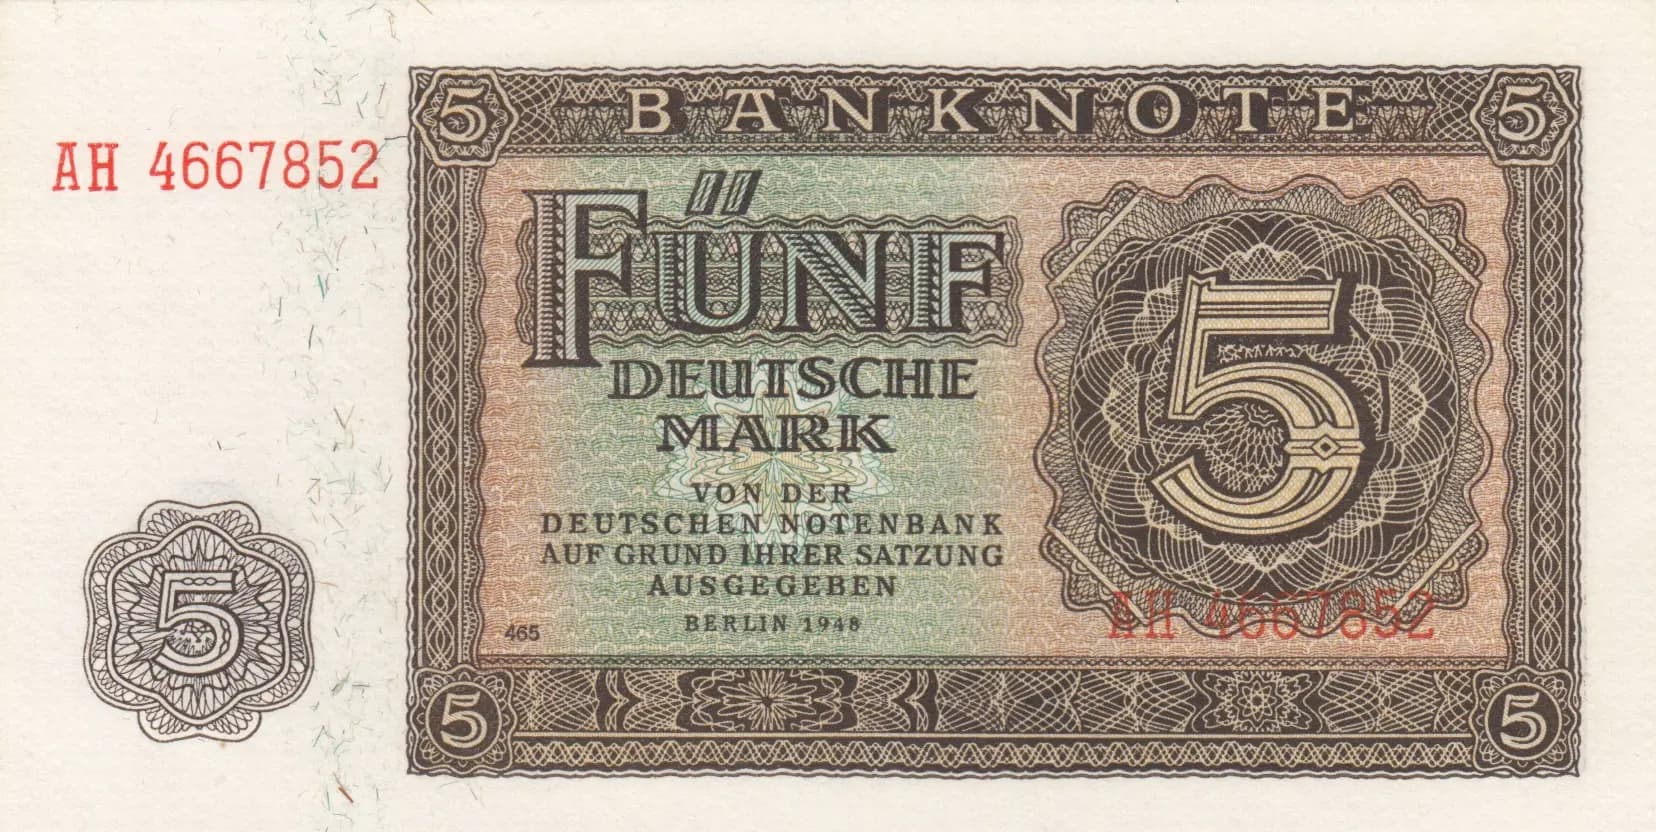 5 BANKNOTE 5
AH 4667852
FÜNF
DEUTSCHE
MARK
5
VON DER
DEUTSCHEN NOTENBANK
AUF GRUND IHRER SATZUNG
AUSGEGEBEN
BERLIN 1948
465
AH 4667852
5
5
5